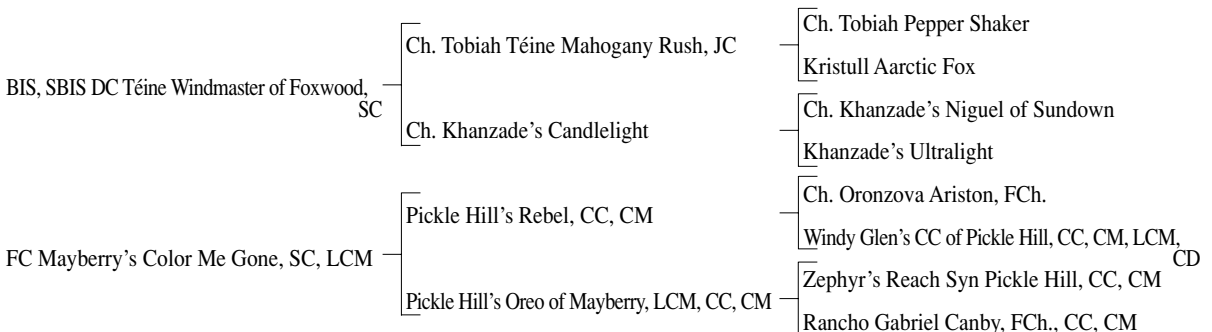 Ch. Tobiah Pepper Shaker
Ch. Tobiah Téine Mahogany Rush, JC
Kristull Aarctic Fox
BIS, SBIS DC Téine Windmaster of Foxwood,
SC
Ch. Khanzade’s Niguel of Sundown
Ch. Khanzade’s Candlelight
Khanzade’s Ultralight
Ch. Oronzova Ariston, FCh.
Pickle Hill’s Rebel, CC, CM
Windy Glen’s CC of Pickle Hill, CC, CM, LCM,
CD
FC Mayberry’s Color Me Gone, SC, LCM
Zephyr’s Reach Syn Pickle Hill, CC, CM
Pickle Hill’s Oreo of Mayberry, LCM, CC, CM
Rancho Gabriel Canby, FCh., CC, CM